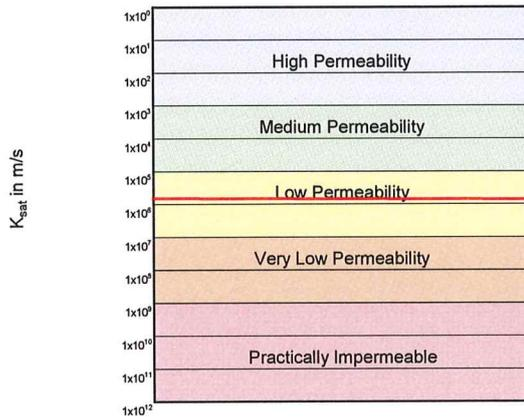 1x10⁰
1x10¹
High Permeability
1x10²
1x10³
Medium Permeability
1x10⁴
1x10⁵
Low Permeability
K_sat in m/s
1x10⁶
1x10⁷
Very Low Permeability
1x10⁸
1x10⁹
1x10¹⁰
Practically Impermeable
1x10¹¹
1x10¹²